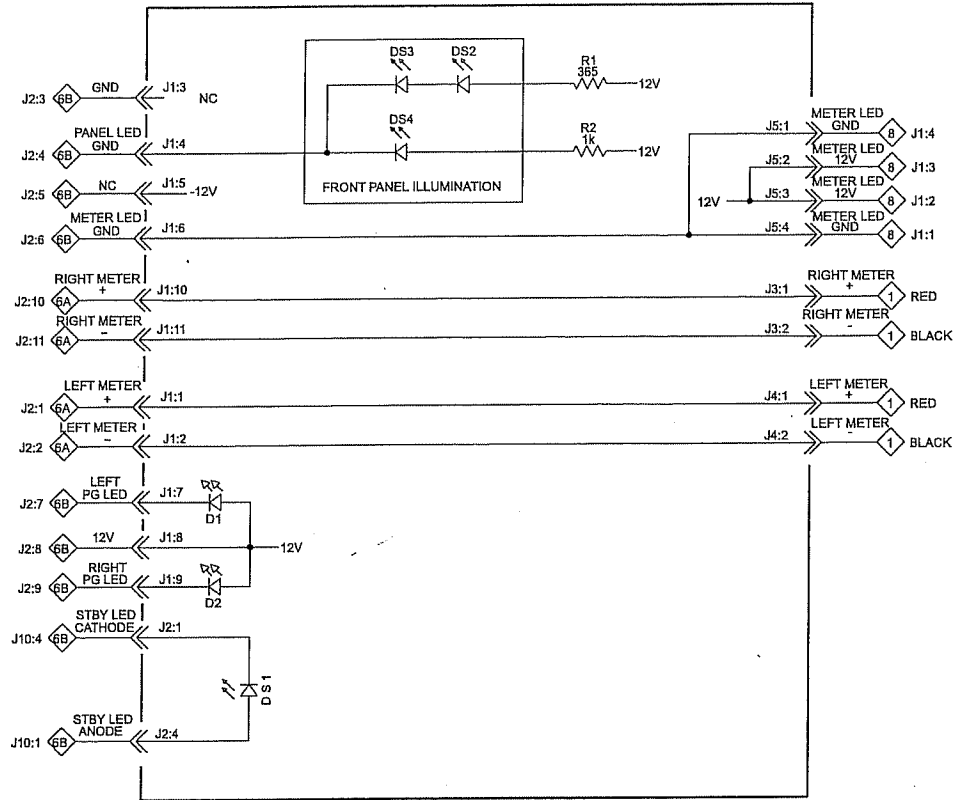 DS3 DS2 R1 365 12V
J2:3 6B GND J1:3 NC
DS4 R2 1k 12V
J2:4 6B PANEL LED GND J1:4
FRONT PANEL ILLUMINATION
J5:1 METER LED GND 8 J1:4
J5:2 METER LED 12V 8 J1:3
J2:5 6B NC J1:5 -12V
12V J5:3 METER LED 12V 8 J1:2
J2:6 6B METER LED GND J1:6
J5:4 METER LED GND 8 J1:1
J2:10 6A RIGHT METER + J1:10
J3:1 RIGHT METER + 1 RED
J2:11 6A RIGHT METER - J1:11
J3:2 RIGHT METER - 1 BLACK
J2:1 6A LEFT METER + J1:1
J4:1 LEFT METER + 1 RED
J2:2 6A LEFT METER - J1:2
J4:2 LEFT METER - 1 BLACK
J2:7 6B LEFT PG LED J1:7 D1
J2:8 6B 12V J1:8 12V
J2:9 6B RIGHT PG LED J1:9 D2
J10:4 6B STBY LED CATHODE J2:1
DS1
J10:1 6B STBY LED ANODE J2:4